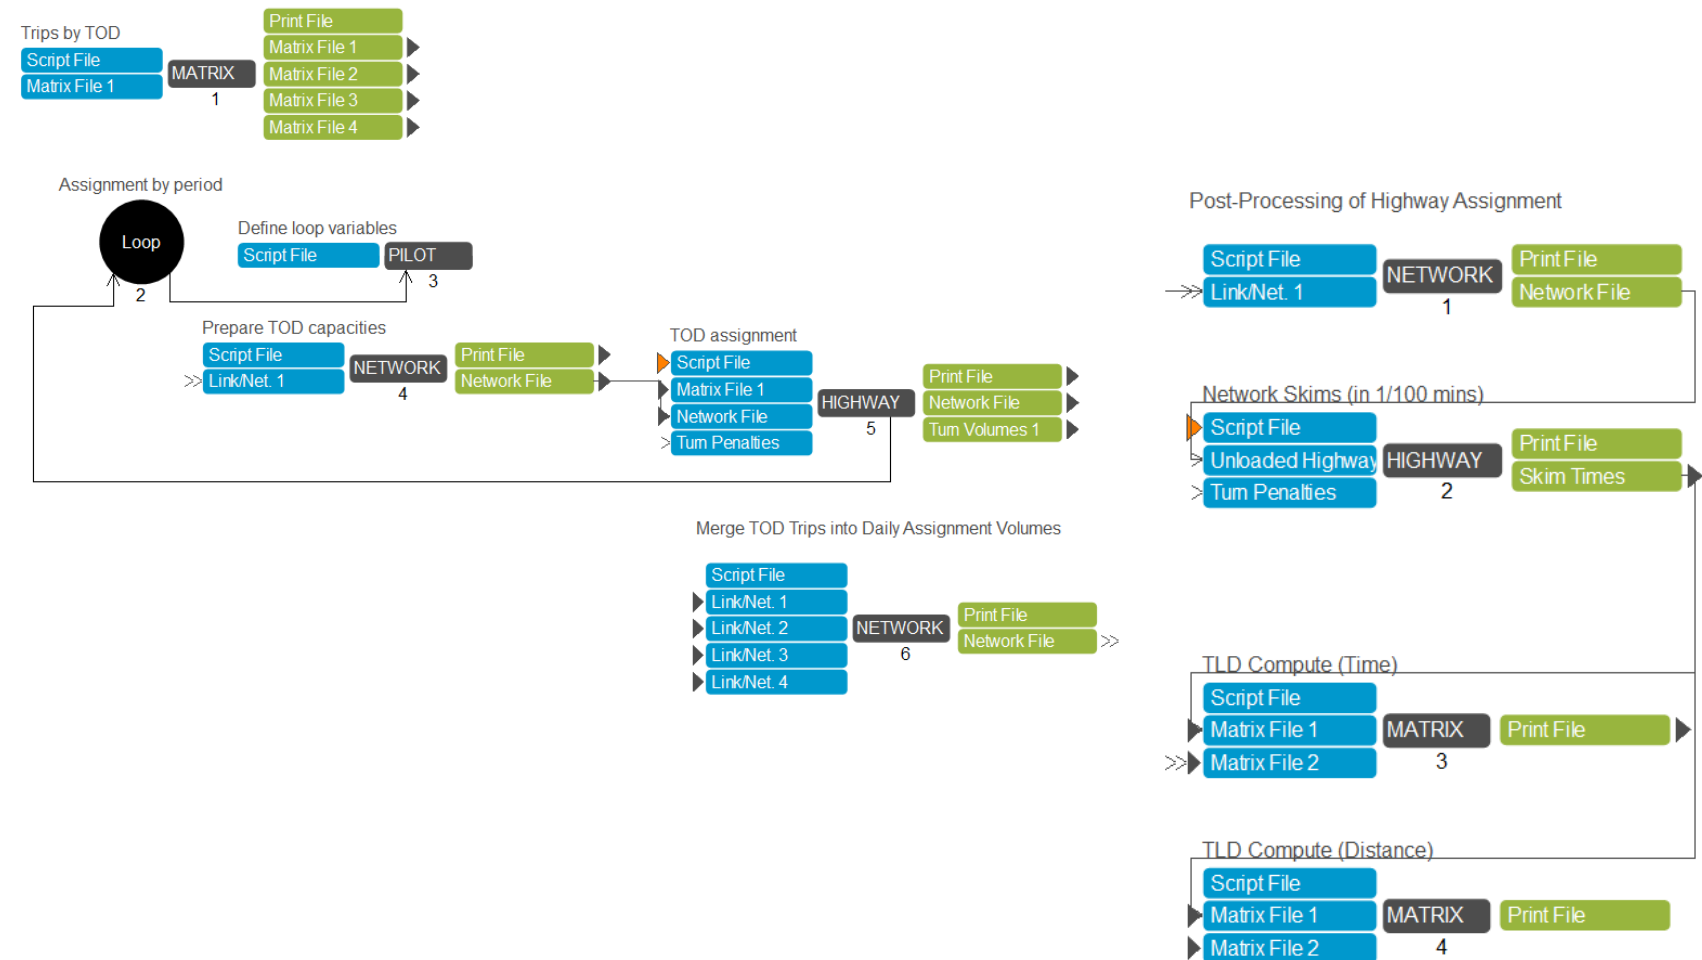 Trips by TOD
Script File
Matrix File 1
MATRIX
1
Print File
Matrix File 1
Matrix File 2
Matrix File 3
Matrix File 4
Assignment by period
Loop
2
Define loop variables
Script File
PILOT
3
Prepare TOD capacities
Script File
Link/Net. 1
NETWORK
4
Print File
Network File
TOD assignment
Script File
Matrix File 1
Network File
Turn Penalties
HIGHWAY
5
Print File
Network File
Turn Volumes 1
Merge TOD Trips into Daily Assignment Volumes
Script File
Link/Net. 1
Link/Net. 2
Link/Net. 3
Link/Net. 4
NETWORK
6
Print File
Network File
Post-Processing of Highway Assignment
Script File
Link/Net. 1
NETWORK
1
Print File
Network File
Network Skims (in 1/100 mins)
Script File
Unloaded Highway
Turn Penalties
HIGHWAY
2
Print File
Skim Times
TLD Compute (Time)
Script File
Matrix File 1
Matrix File 2
MATRIX
3
Print File
TLD Compute (Distance)
Script File
Matrix File 1
Matrix File 2
MATRIX
4
Print File